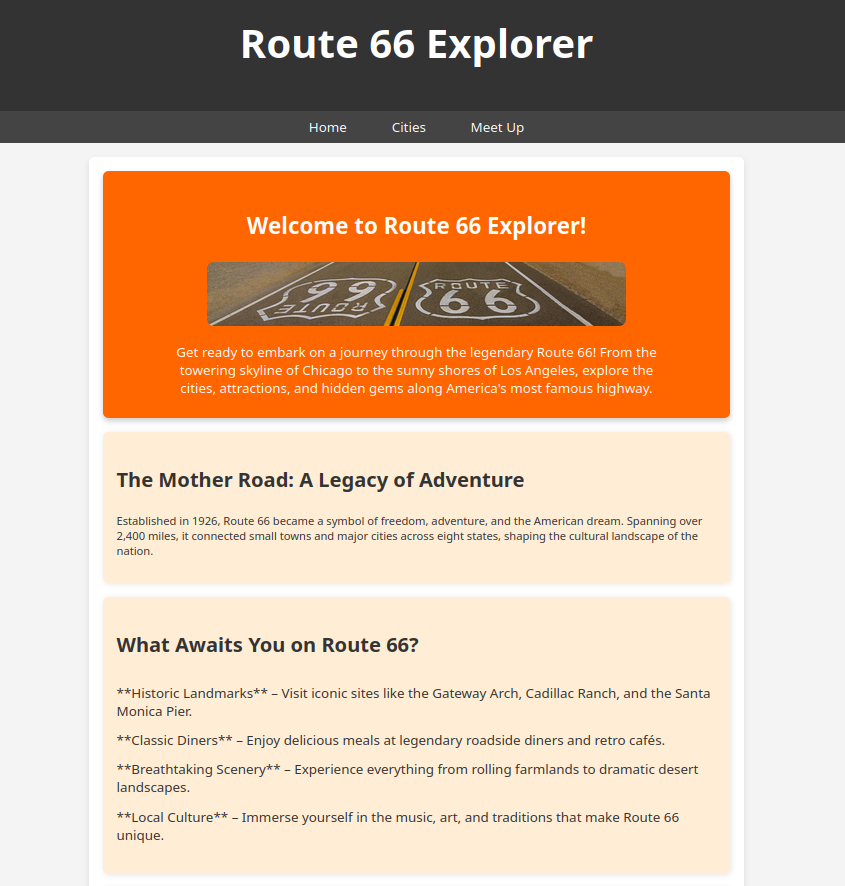 Route 66 Explorer
Home Cities Meet Up
Welcome to Route 66 Explorer!
ROUTE 66 ROUTE
66
Get ready to embark on a journey through the legendary Route 66! From the
towering skyline of Chicago to the sunny shores of Los Angeles, explore the
cities, attractions, and hidden gems along America's most famous highway.
The Mother Road: A Legacy of Adventure
Established in 1926, Route 66 became a symbol of freedom, adventure, and the American dream. Spanning over
2,400 miles, it connected small towns and major cities across eight states, shaping the cultural landscape of the
nation.
What Awaits You on Route 66?
**Historic Landmarks** – Visit iconic sites like the Gateway Arch, Cadillac Ranch, and the Santa
Monica Pier.
**Classic Diners** – Enjoy delicious meals at legendary roadside diners and retro cafés.
**Breathtaking Scenery** – Experience everything from rolling farmlands to dramatic desert
landscapes.
**Local Culture** – Immerse yourself in the music, art, and traditions that make Route 66
unique.